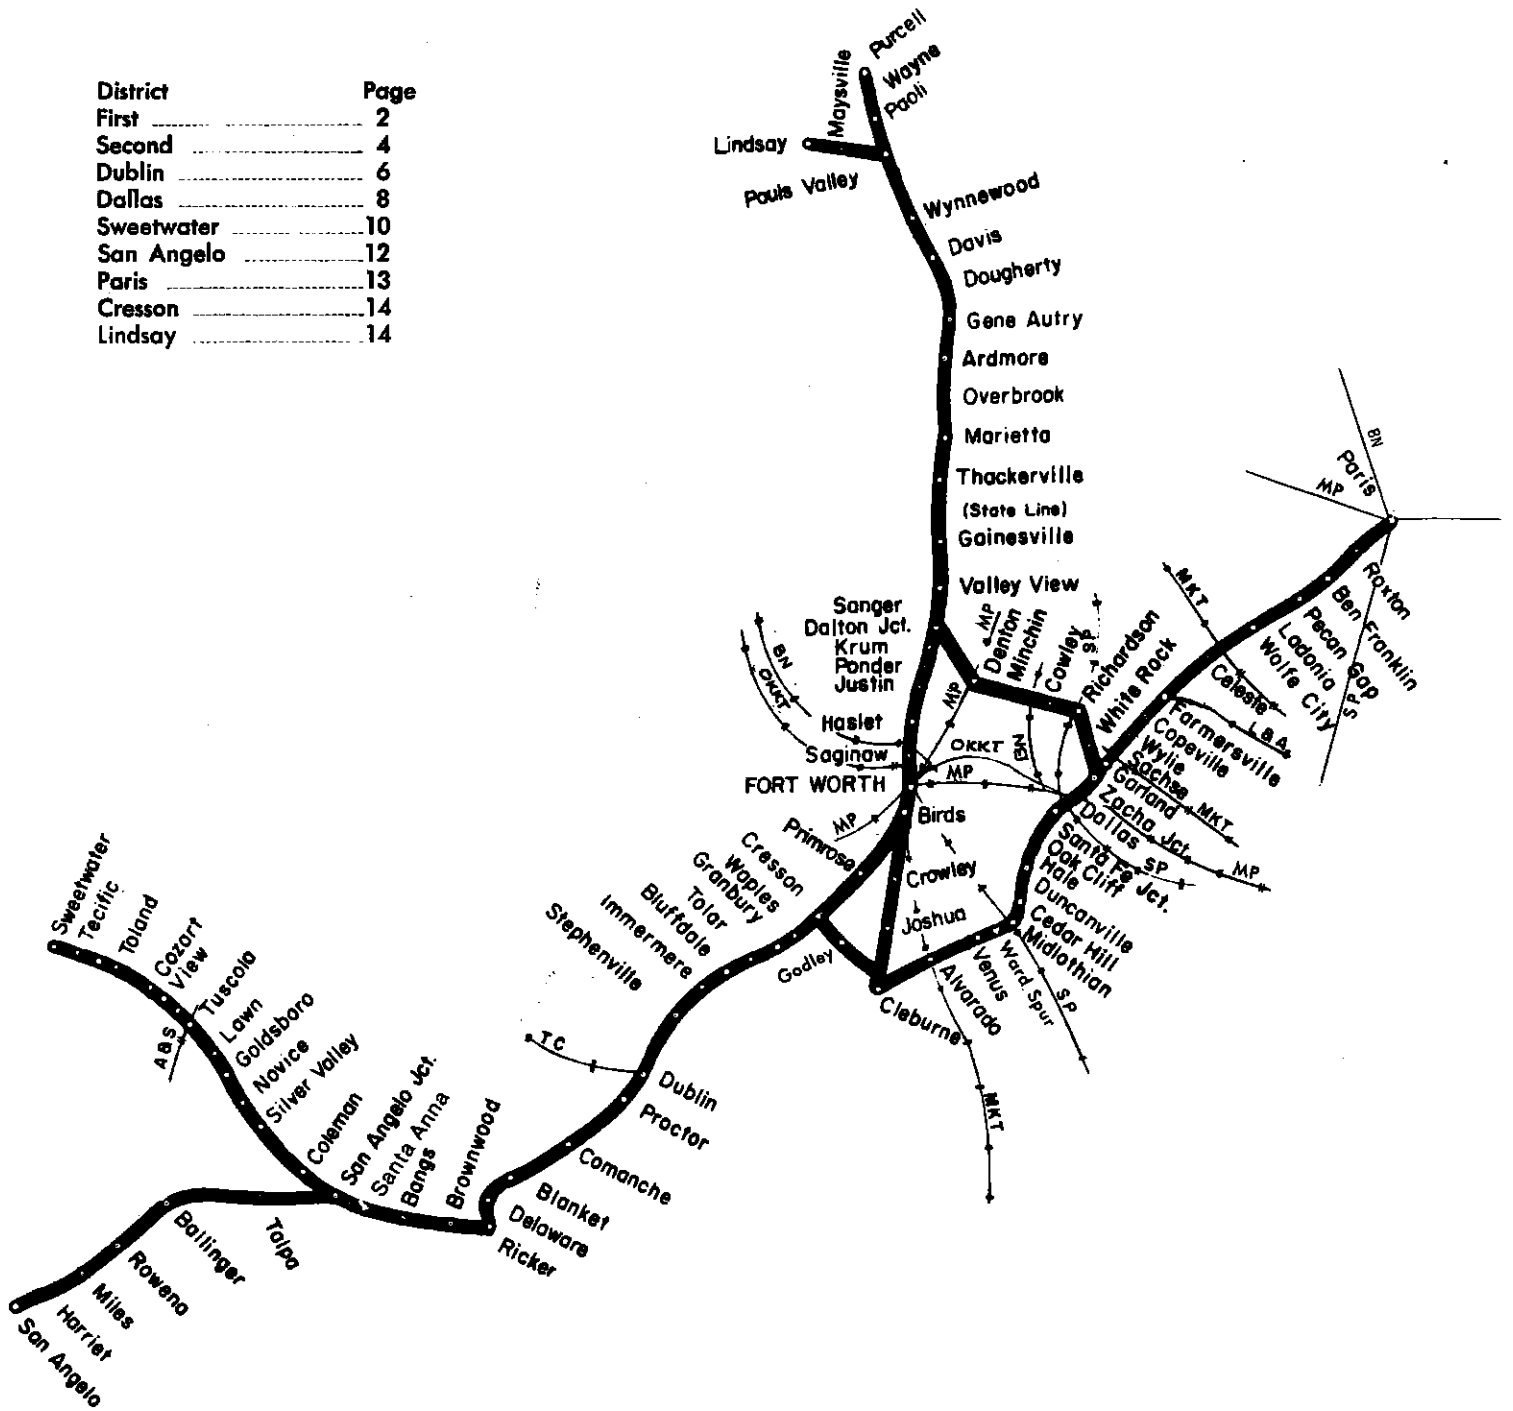 District Page
First 2
Second 4
Dublin 6
Dallas 8
Sweetwater 10
San Angelo 12
Paris 13
Cresson 14
Lindsay 14
Purcell
Wayne
Paoli
Maysville
Lindsay
Pauls Valley
Wynnewood
Davis
Dougherty
Gene Autry
Ardmore
Overbrook
Marietta
Thackerville
(State Line)
Gainesville
Valley View
Sanger
Dalton Jct.
Krum
Ponder
Justin
Haslet
Saginaw
FORT WORTH
BN
OKKT
MP
Denton
Minchin
Cowley
SP
Richardson
White Rock
MP
OKKT
BN
MP
MP
BN
Paris
MP
Roxton
Ben Franklin
Pecan Gap
Ladonia
Wolfe City
SP
MKT
Celeste
L&A
Farmersville
Copeville
Wylie
Sachse
Garland
MKT
Zacha Jct.
MP
Dallas
SP
Santa Fe Jct.
Oak Cliff
Hale
Duncanville
Cedar Hill
Midlothian
Ward Spur
SP
Venus
Alvarado
Cleburne
MKT
Birds
Crowley
Joshua
Godley
Primrose
Cresson
Waples
Granbury
Tolar
Bluffdale
Immermere
Stephenville
TC
Dublin
Proctor
Comanche
Blanket
Delaware
Ricker
Brownwood
Bangs
Santa Anna
San Angelo Jct.
Coleman
Silver Valley
Novice
Goldsboro
Lawn
Tuscola
A&S
View
Cozart
Toland
Tecific
Sweetwater
Talpa
Ballinger
Rowena
Miles
Harriet
San Angelo